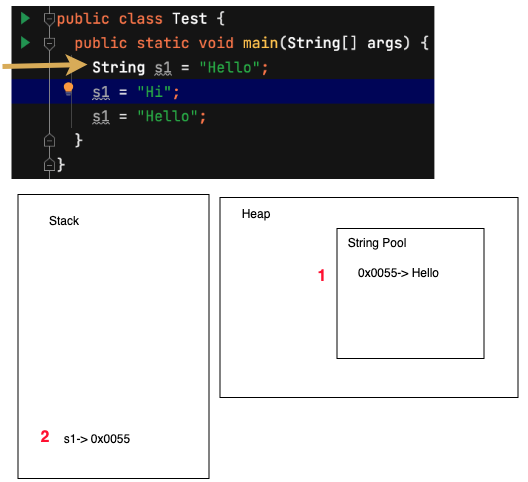 public class Test {
public static void main(String[] args) {
String s1 = "Hello";
s1 = "Hi";
s1 = "Hello";
}
}
Stack
Heap
String Pool
1
0x0055-> Hello
2
s1-> 0x0055